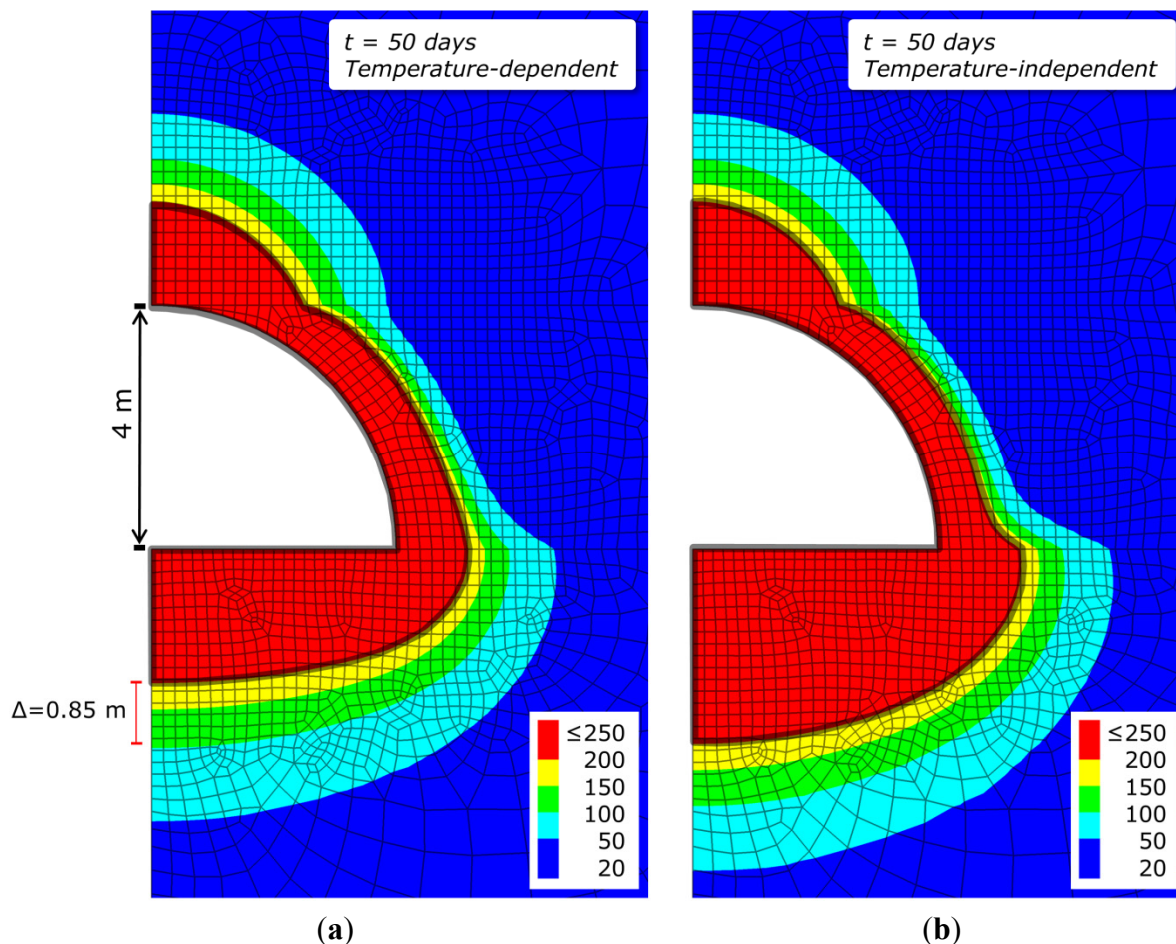 t = 50 days
Temperature-dependent
t = 50 days
Temperature-independent
4 m
Δ=0.85 m
≤250
200
150
100
50
20
≤250
200
150
100
50
20
(a)
(b)